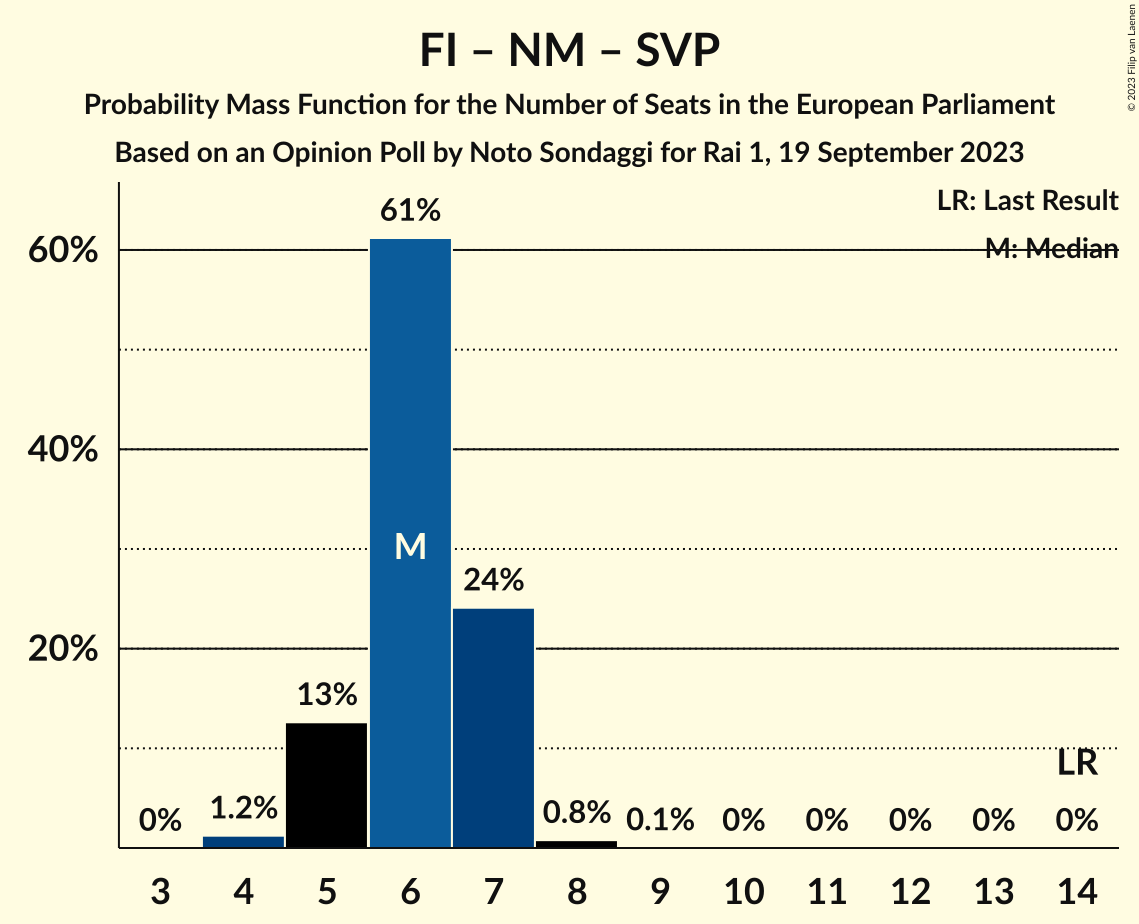 FI – NM – SVP
Probability Mass Function for the Number of Seats in the European Parliament
Based on an Opinion Poll by Noto Sondaggi for Rai 1, 19 September 2023
© 2023 Filip van Laenen
LR: Last Result
M: Median
60%
40%
20%
0%
1.2%
13%
61%
M
24%
0.8%
0.1%
0%
0%
0%
0%
LR
0%
3 4 5 6 7 8 9 10 11 12 13 14